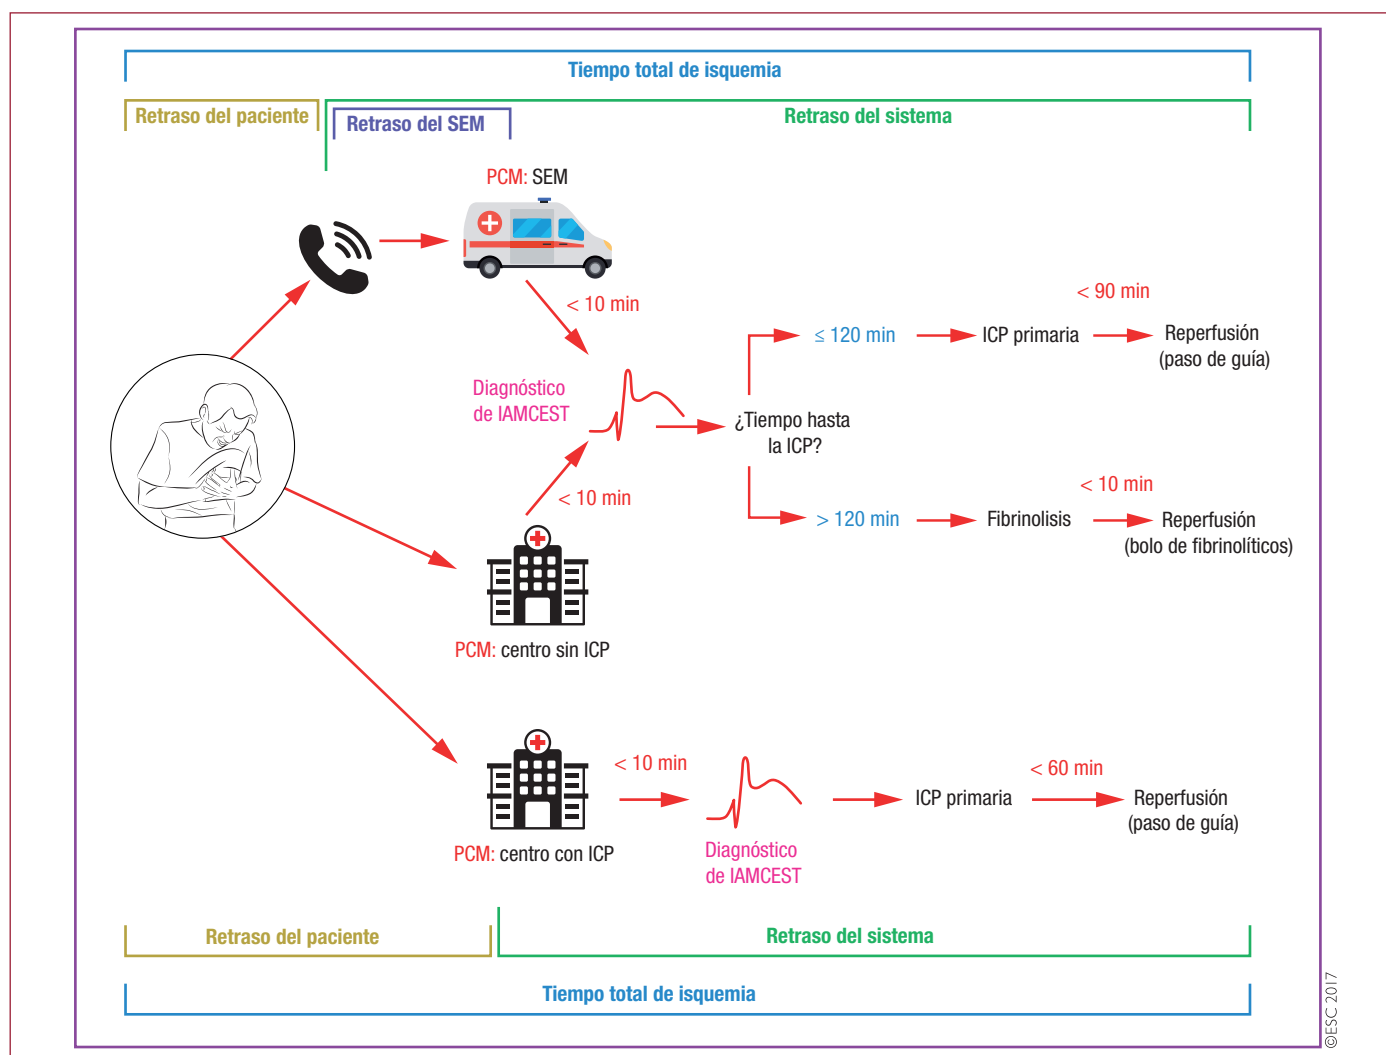 Tiempo total de isquemia
Retraso del paciente
Retraso del SEM
Retraso del sistema
PCM: SEM
< 10 min
Diagnóstico
de IAMCEST
< 10 min
¿Tiempo hasta
la ICP?
≤ 120 min
ICP primaria
< 90 min
Reperfusión
(paso de guía)
> 120 min
Fibrinolisis
< 10 min
Reperfusión
(bolo de fibrinolíticos)
PCM: centro sin ICP
PCM: centro con ICP
< 10 min
Diagnóstico
de IAMCEST
ICP primaria
< 60 min
Reperfusión
(paso de guía)
Retraso del paciente
Retraso del sistema
Tiempo total de isquemia
©ESC 2017